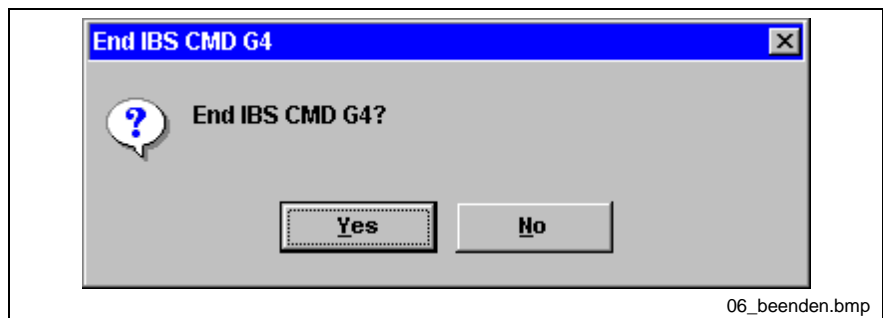 End IBS CMD G4
End IBS CMD G4?
Yes No
06_beenden.bmp